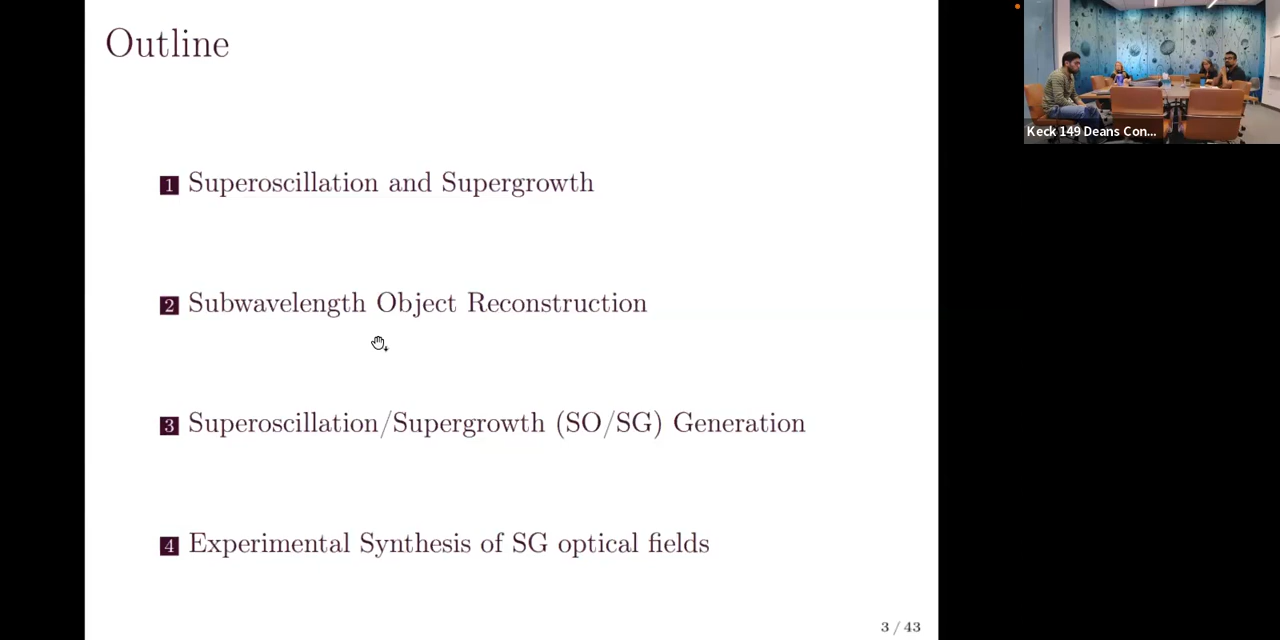 Outline
1 Superoscillation and Supergrowth
2 Subwavelength Object Reconstruction
3 Superoscillation/Supergrowth (SO/SG) Generation
4 Experimental Synthesis of SG optical fields
3 / 43
Keck 149 Deans Con...